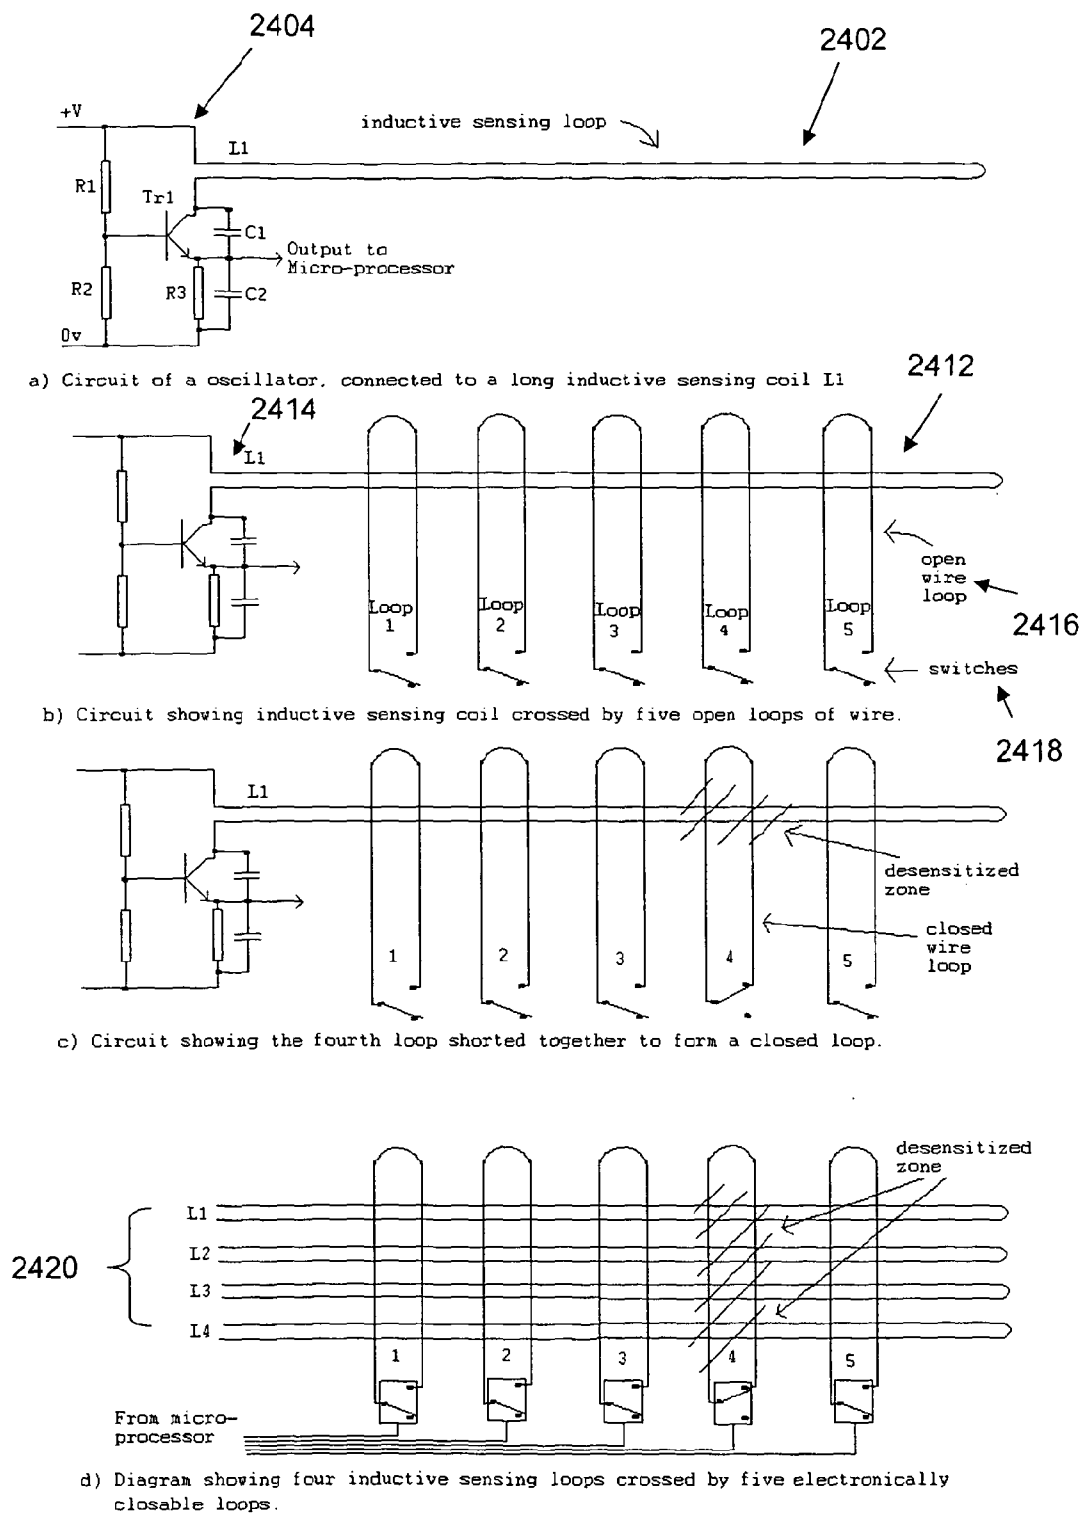 2404
2402
+V
inductive sensing loop
L1
R1
Tr1
C1
Output to
Micro-processor
R2
R3
C2
0v
a) Circuit of a oscillator, connected to a long inductive sensing coil L1
2412
2414
L1
open
wire
loop
Loop
1
Loop
2
Loop
3
Loop
4
Loop
5
2416
switches
b) Circuit showing inductive sensing coil crossed by five open loops of wire.
2418
L1
desensitized
zone
closed
wire
loop
1
2
3
4
5
c) Circuit showing the fourth loop shorted together to form a closed loop.
desensitized
zone
L1
L2
2420
L3
L4
1
2
3
4
5
From micro-
processor
d) Diagram showing four inductive sensing loops crossed by five electronically
closable loops.